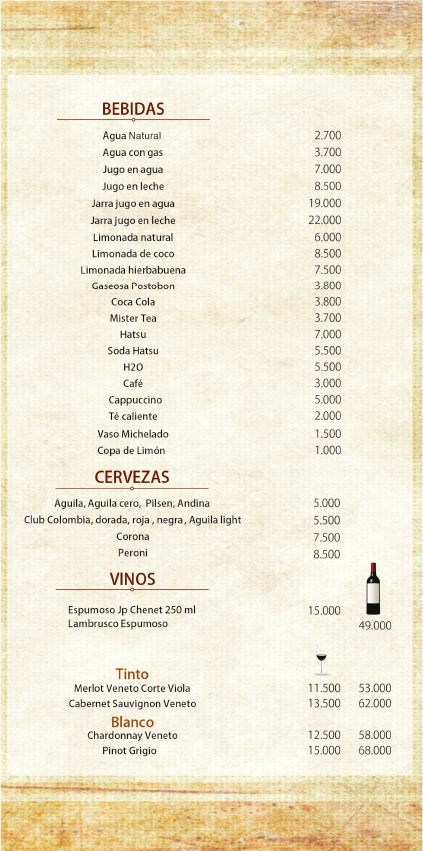 BEBIDAS
Agua Natural 2.700
Agua con gas 3.700
Jugo en agua 7.000
Jugo en leche 8.500
Jarra jugo en agua 19.000
Jarra jugo en leche 22.000
Limonada natural 6.000
Limonada de coco 8.500
Limonada hierbabuena 7.500
Gaseosa Postobon 3.800
Coca Cola 3.800
Mister Tea 3.700
Hatsu 7.000
Soda Hatsu 5.500
H2O 5.500
Café 3.000
Cappuccino 5.000
Té caliente 2.000
Vaso Michelado 1.500
Copa de Limón 1.000
CERVEZAS
Aguila, Aguila cero, Pilsen, Andina 5.000
Club Colombia, dorada, roja , negra , Aguila light 5.500
Corona 7.500
Peroni 8.500
VINOS
Espumoso Jp Chenet 250 ml 15.000
Lambrusco Espumoso 49.000
Tinto
Merlot Veneto Corte Viola 11.500 53.000
Cabernet Sauvignon Veneto 13.500 62.000
Blanco
Chardonnay Veneto 12.500 58.000
Pinot Grigio 15.000 68.000